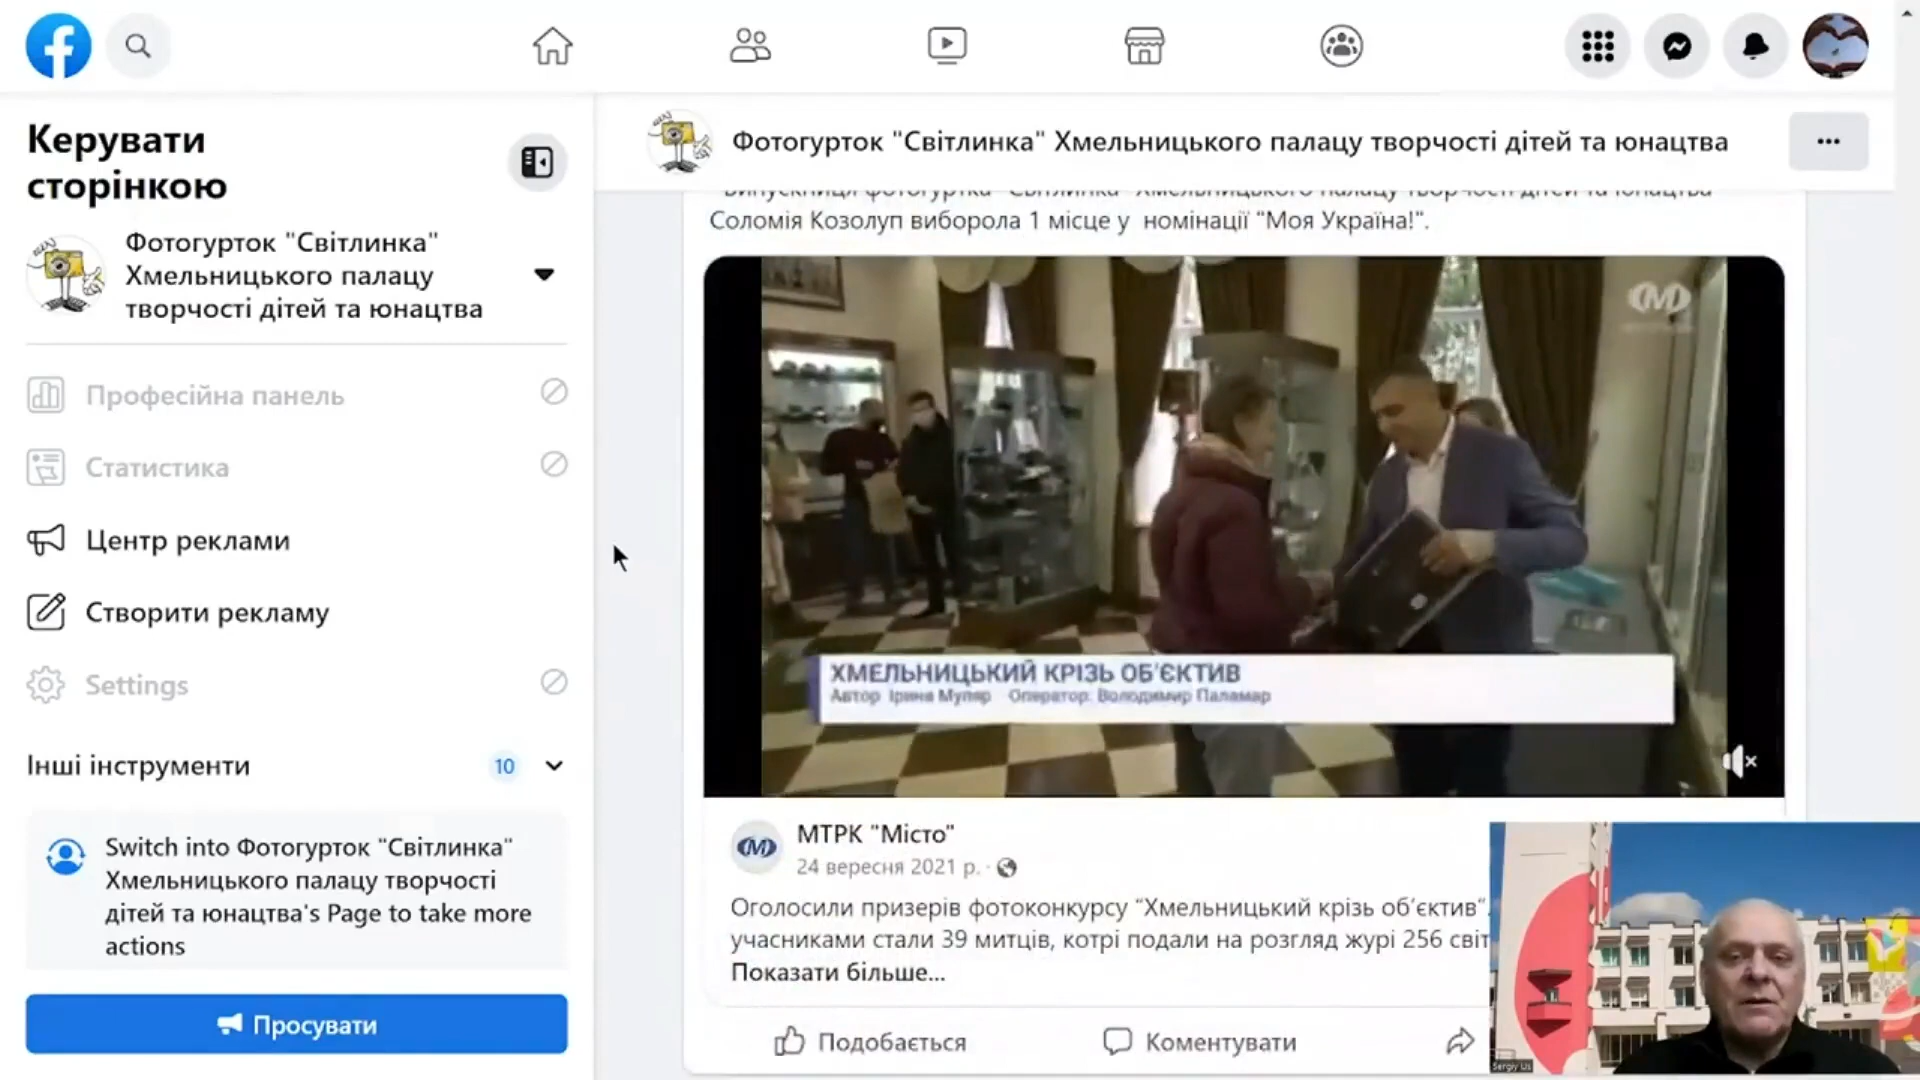 Керувати
сторінкою
Фотогурток "Світлинка"
Хмельницького палацу
творчості дітей та юнацтва
Професійна панель
Статистика
Центр реклами
Створити рекламу
Settings
Інші інструменти
10
Switch into Фотогурток "Світлинка"
Хмельницького палацу творчості
дітей та юнацтва's Page to take more
actions
Просувати
Фотогурток "Світлинка" Хмельницького палацу творчості дітей та юнацтва
Випускниця фотогуртка "Світлинка" Хмельницького палацу творчості дітей та юнацтва
Соломія Козолуп виборола 1 місце у номінації "Моя Україна!".
ХМЕЛЬНИЦЬКИЙ КРІЗЬ ОБ'ЄКТИВ
Автор Ірина Муляр Оператор: Володимир Паламар
МТРК "Місто"
24 вересня 2021 р. ·
Оголосили призерів фотоконкурсу "Хмельницький крізь об'єктив".
учасниками стали 39 митців, котрі подали на розгляд журі 256 світ
Показати більше...
Подобається
Коментувати
Sergiy Us